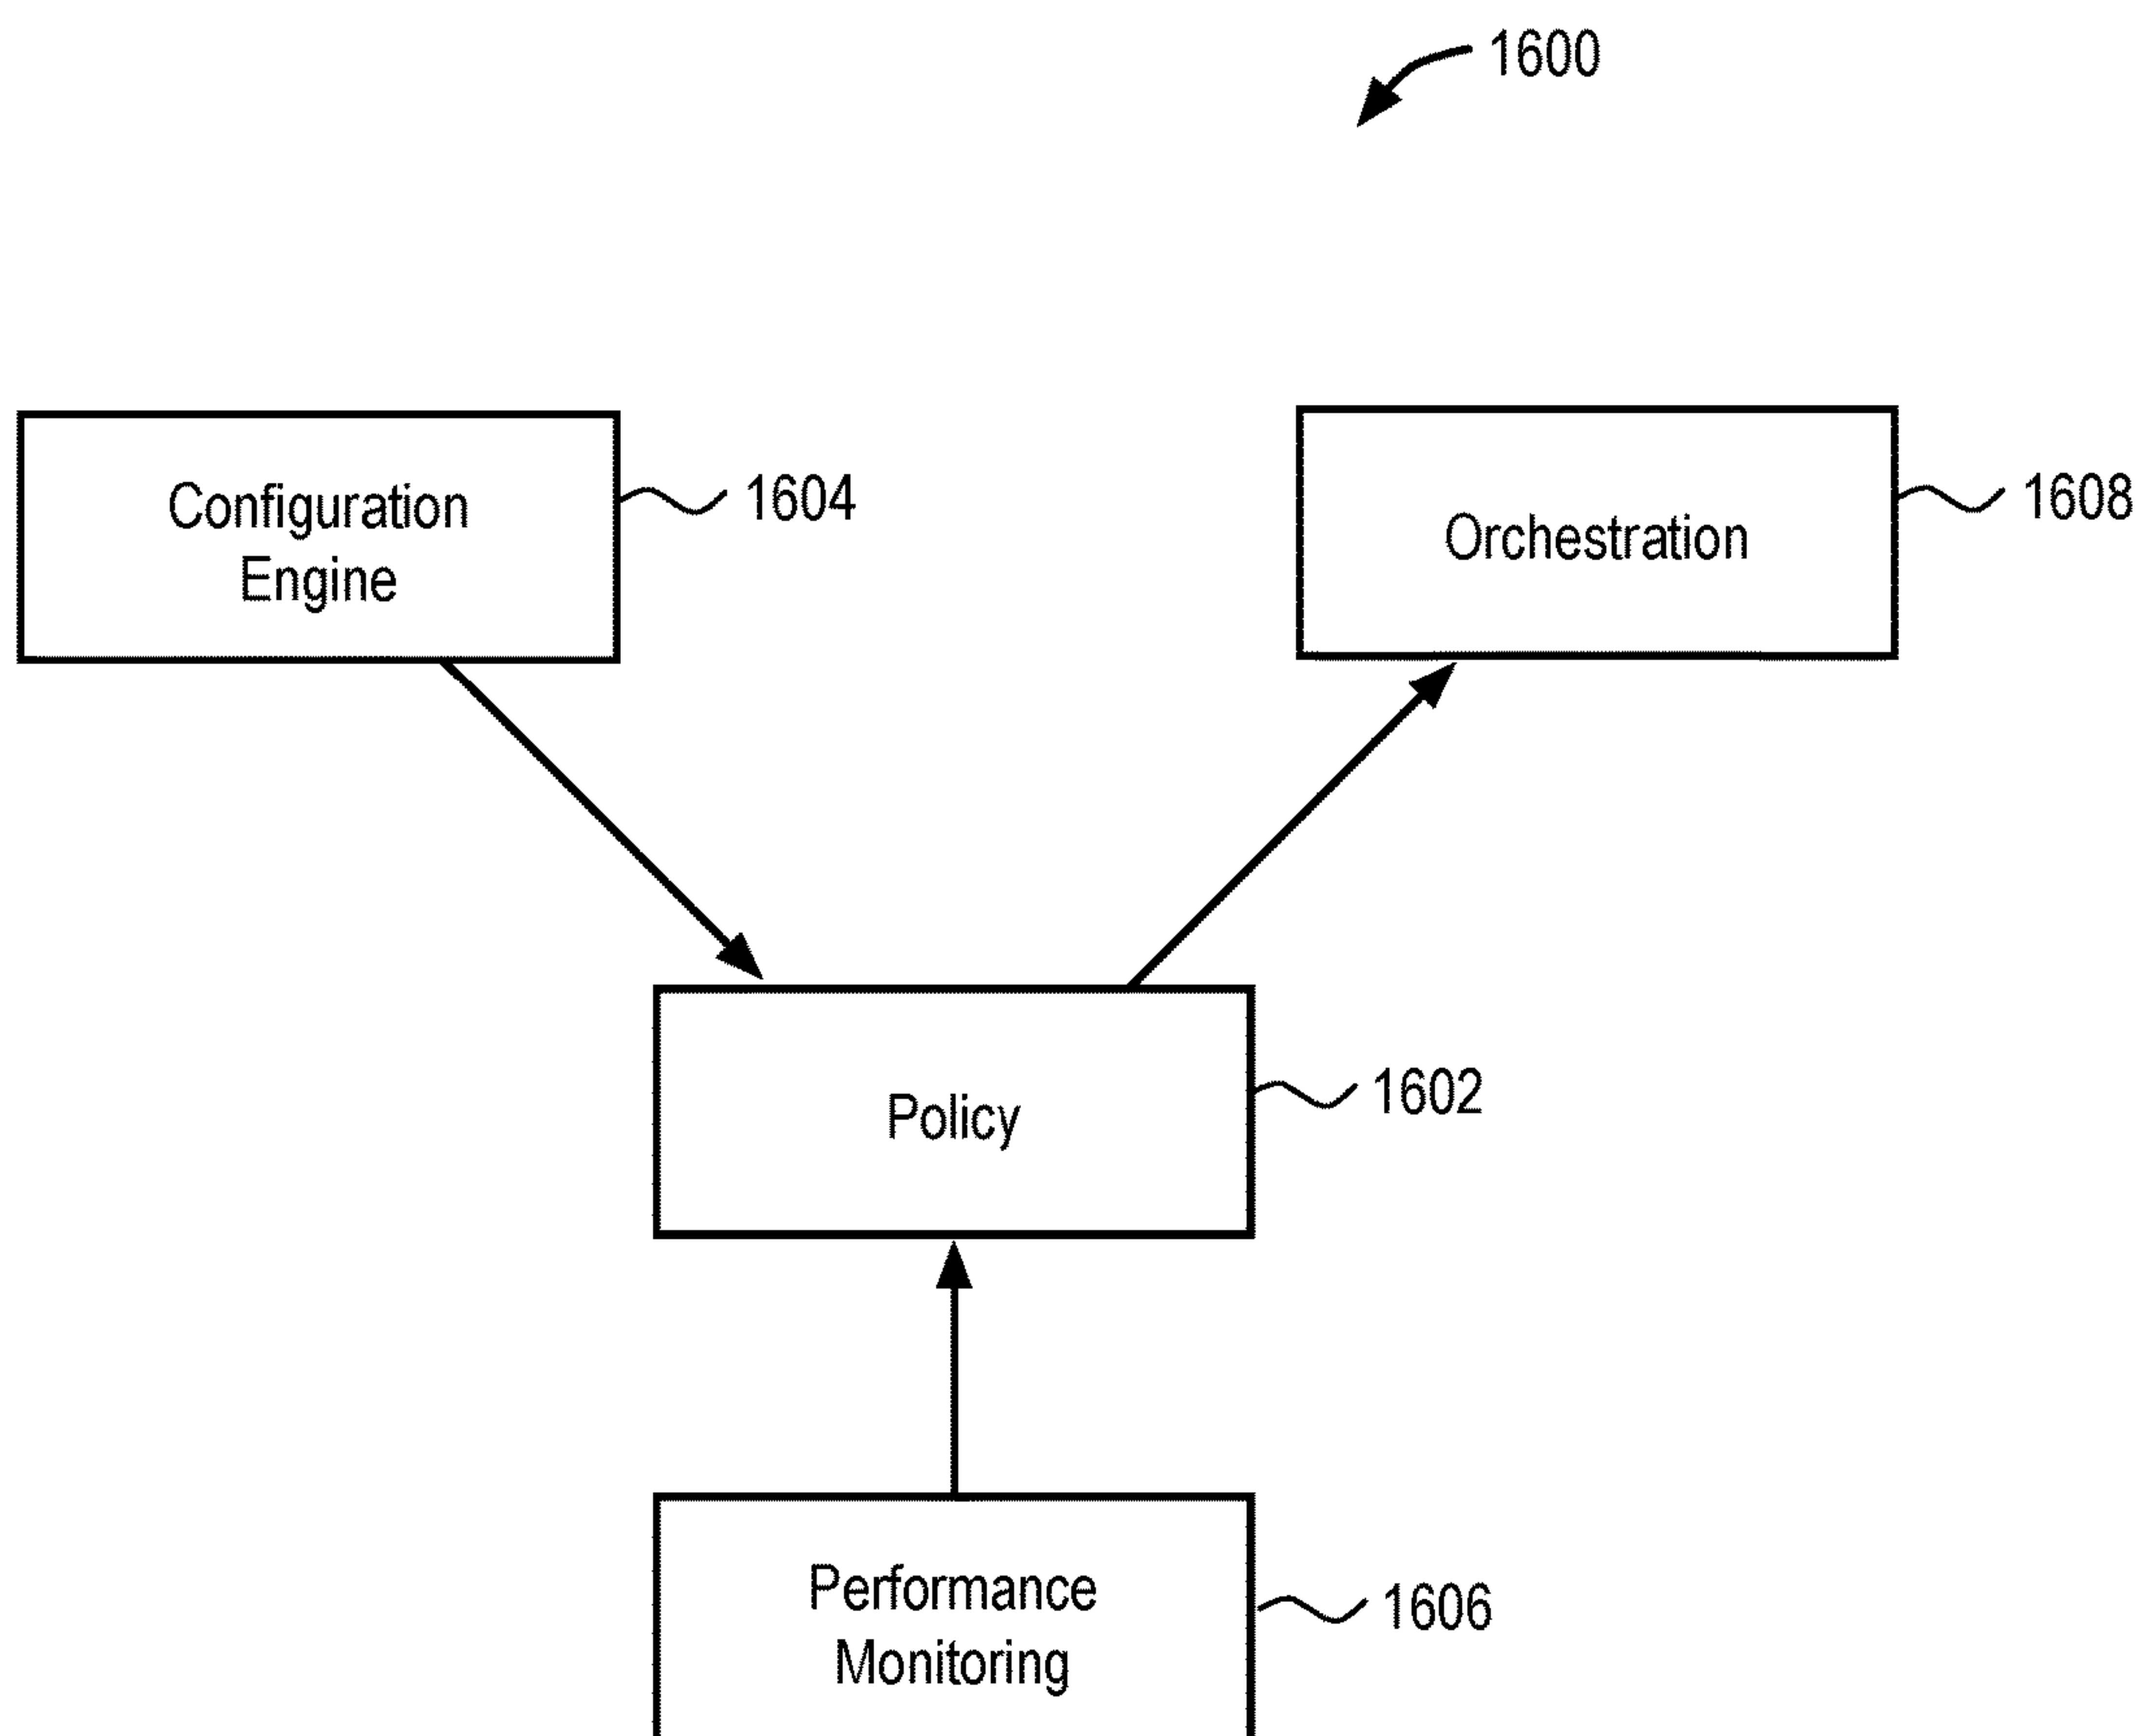 1600
Configuration
Engine
1604
Orchestration
1608
Policy
1602
Performance
Monitoring
1606